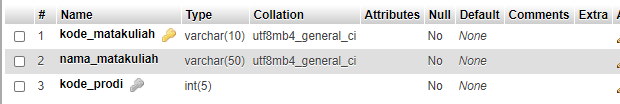 # Name Type Collation Attributes Null Default Comments Extra
1 kode_matakuliah varchar(10) utf8mb4_general_ci No None
2 nama_matakuliah varchar(50) utf8mb4_general_ci No None
3 kode_prodi int(5) No None